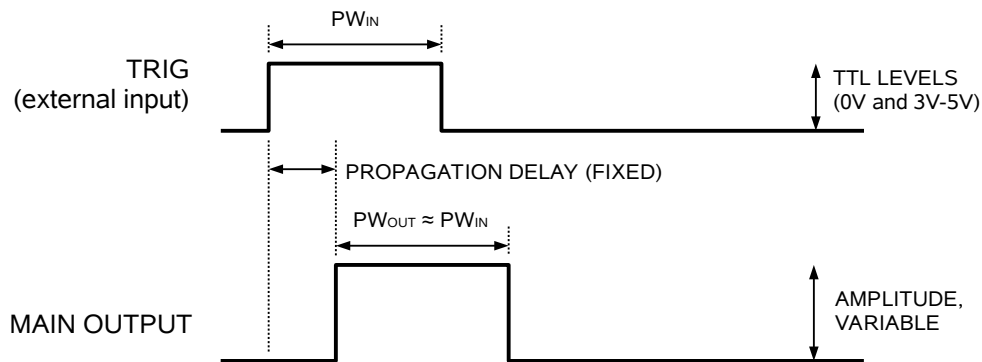 PWIN
TRIG
(external input)
TTL LEVELS
(0V and 3V-5V)
PROPAGATION DELAY (FIXED)
PWOUT ≈ PWIN
MAIN OUTPUT
AMPLITUDE,
VARIABLE